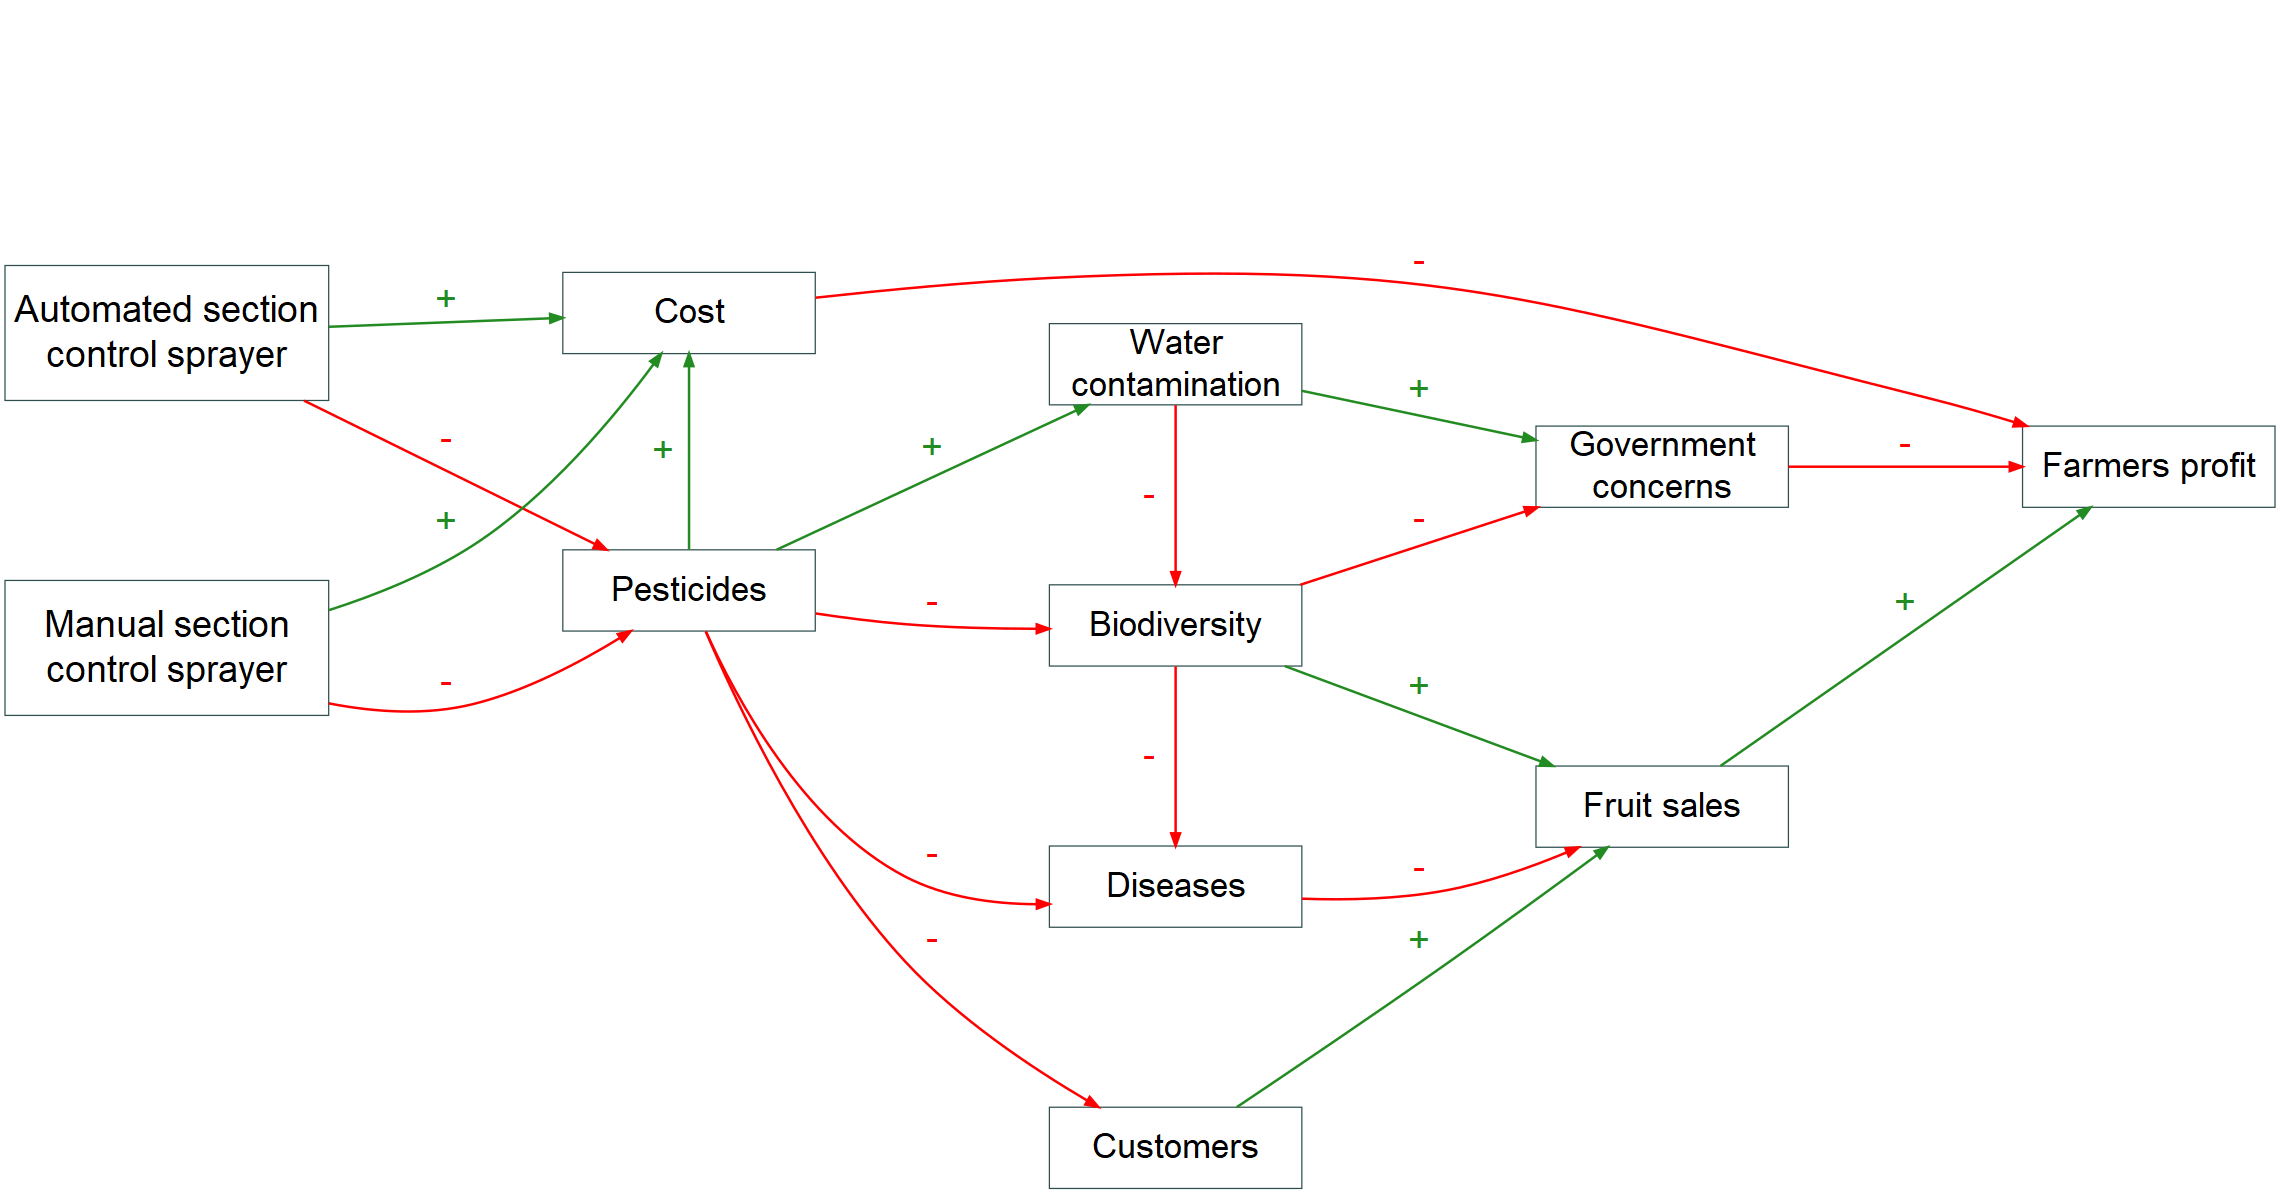 Automated section
control sprayer
+
-
+
Manual section
control sprayer
-
Cost
+
Pesticides
+
-
-
-
-
Water
contamination
+
-
-
Biodiversity
+
-
Diseases
-
+
Customers
Government
concerns
-
Fruit sales
+
Farmers profit